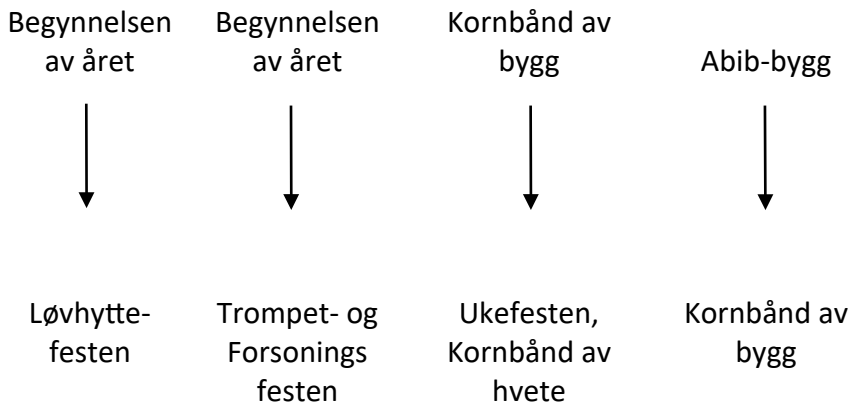 Begynnelsen
av året
Begynnelsen
av året
Kornbånd av
bygg
Abib-bygg
Løvhytte-
festen
Trompet- og
Forsonings
festen
Ukefesten,
Kornbånd av
hvete
Kornbånd av
bygg